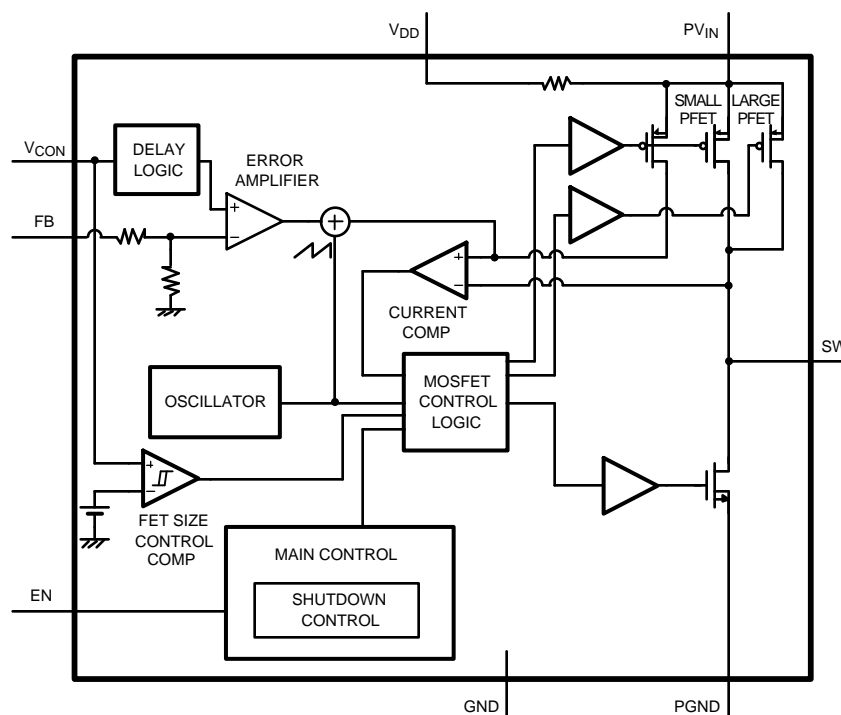 VDD
PVIN
SMALL PFET
LARGE PFET
VCON
DELAY
LOGIC
ERROR
AMPLIFIER
+
−
+
FB
+
−
CURRENT
COMP
MOSFET
CONTROL
LOGIC
SW
OSCILLATOR
+
−
FET SIZE
CONTROL
COMP
MAIN CONTROL
SHUTDOWN
CONTROL
EN
GND
PGND